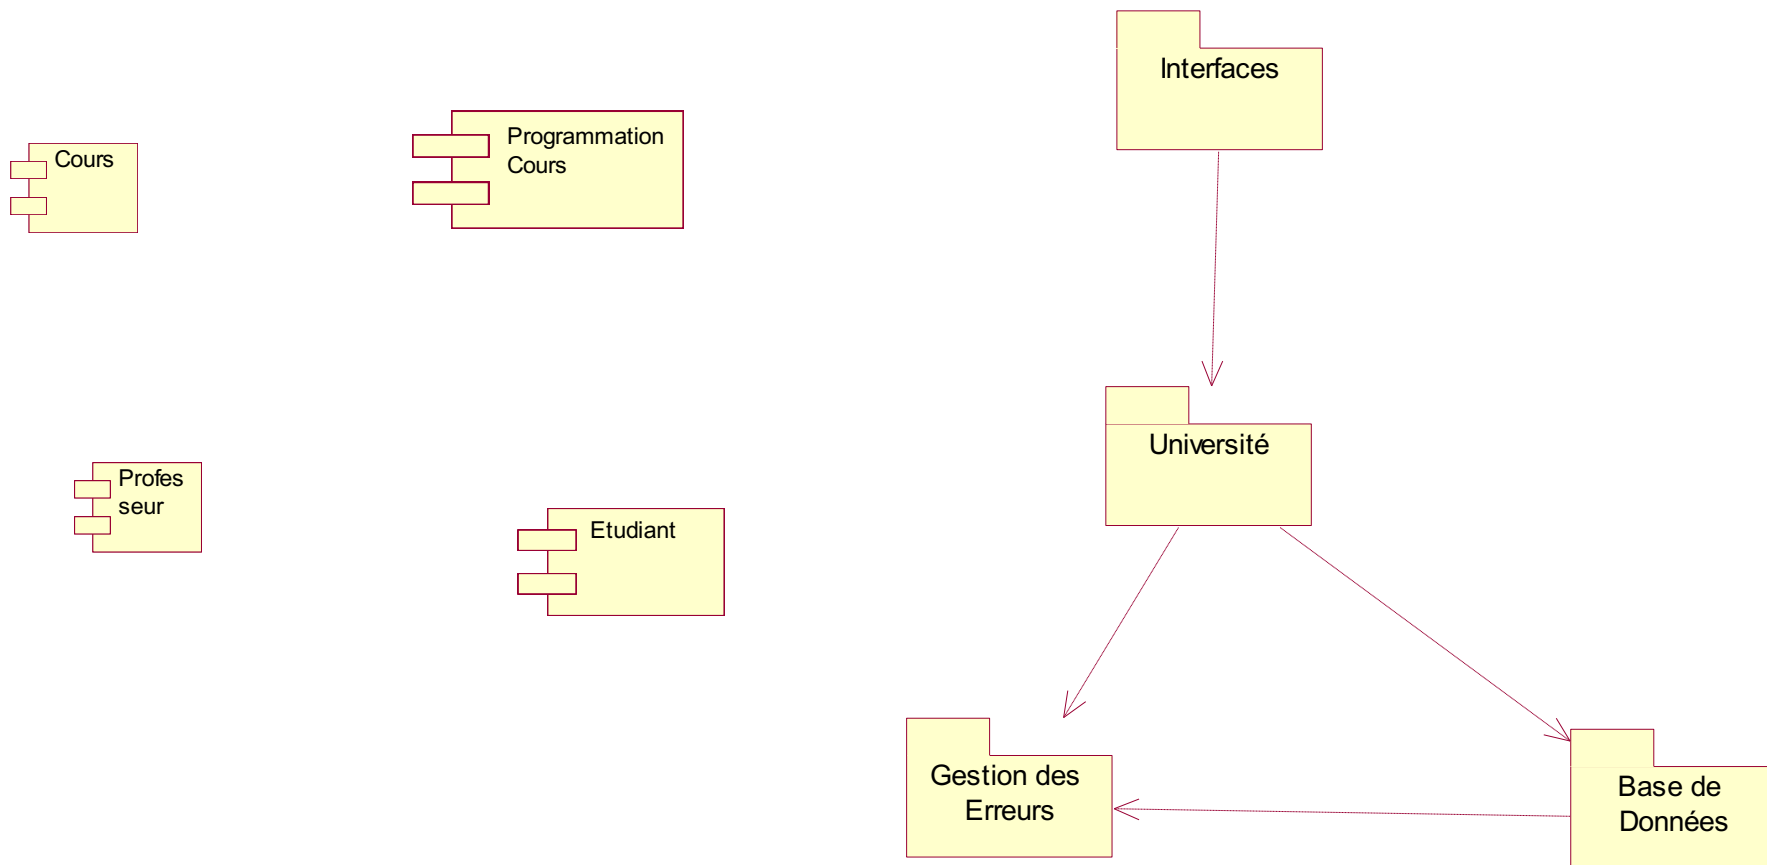 Interfaces
Programmation
Cours
Cours
Université
Profes
seur
Etudiant
Gestion des
Erreurs
Base de
Données